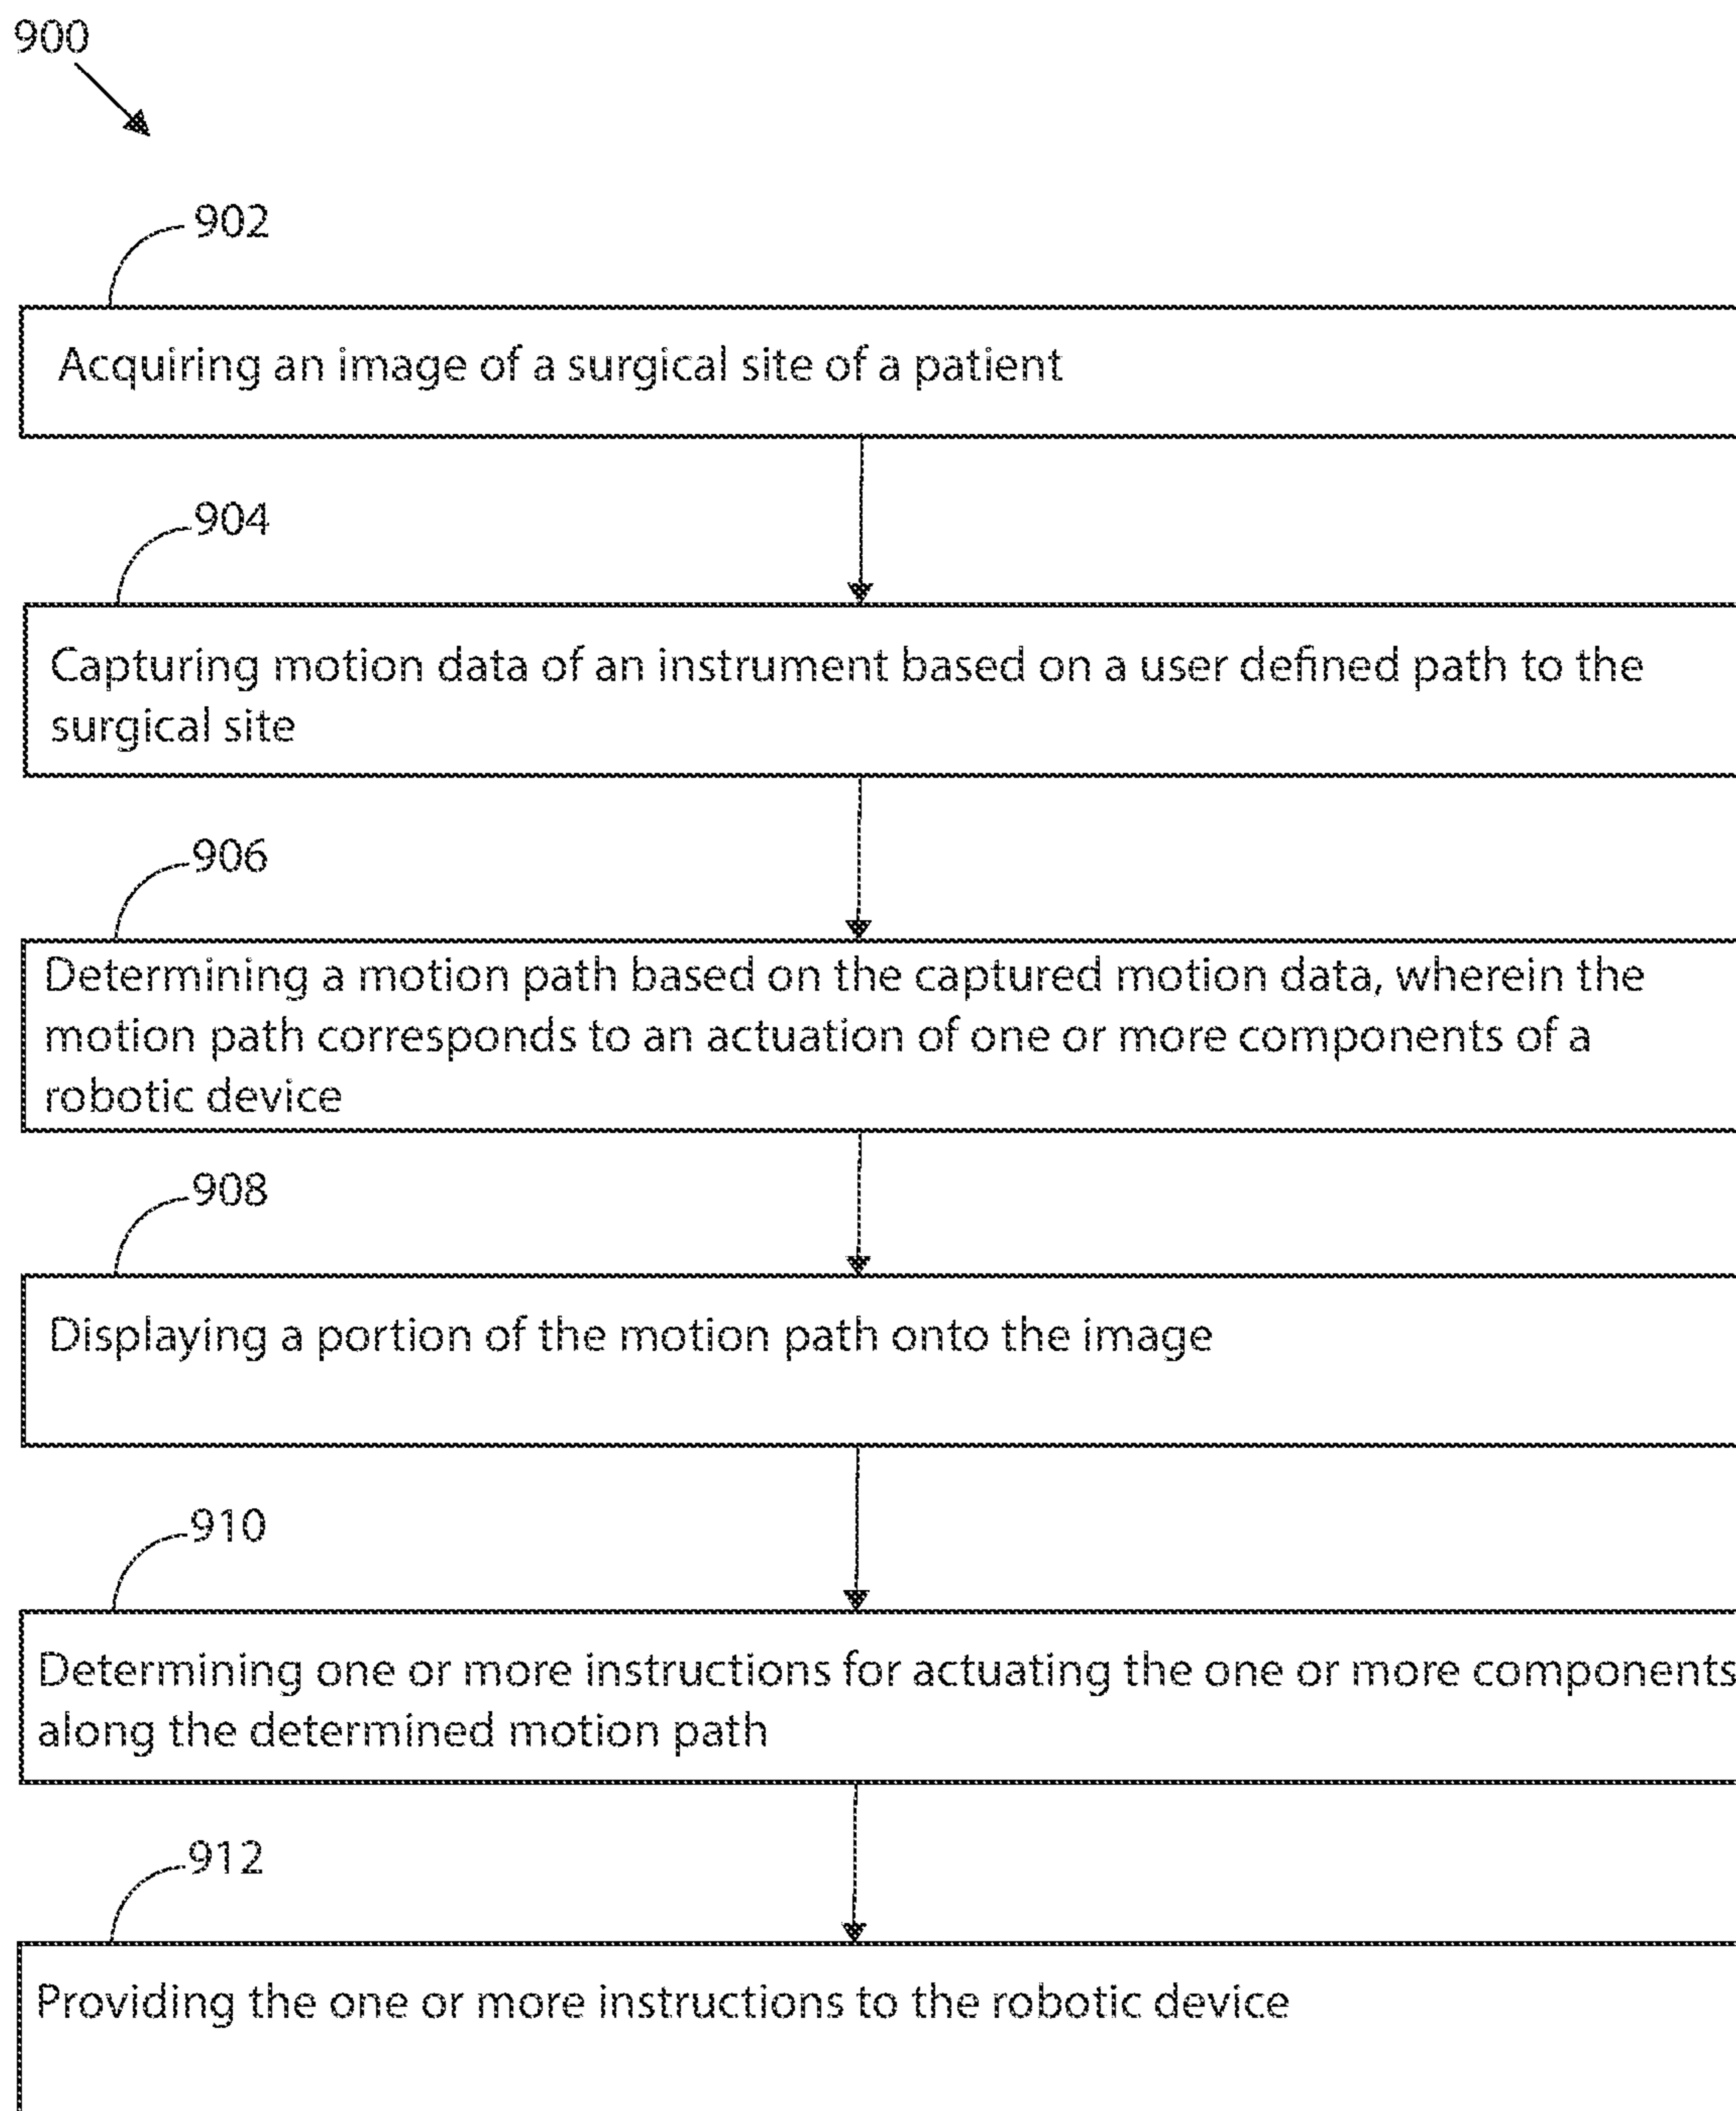 900
902
Acquiring an image of a surgical site of a patient
904
Capturing motion data of an instrument based on a user defined path to the
surgical site
906
Determining a motion path based on the captured motion data, wherein the
motion path corresponds to an actuation of one or more components of a
robotic device
908
Displaying a portion of the motion path onto the image
910
Determining one or more instructions for actuating the one or more components
along the determined motion path
912
Providing the one or more instructions to the robotic device